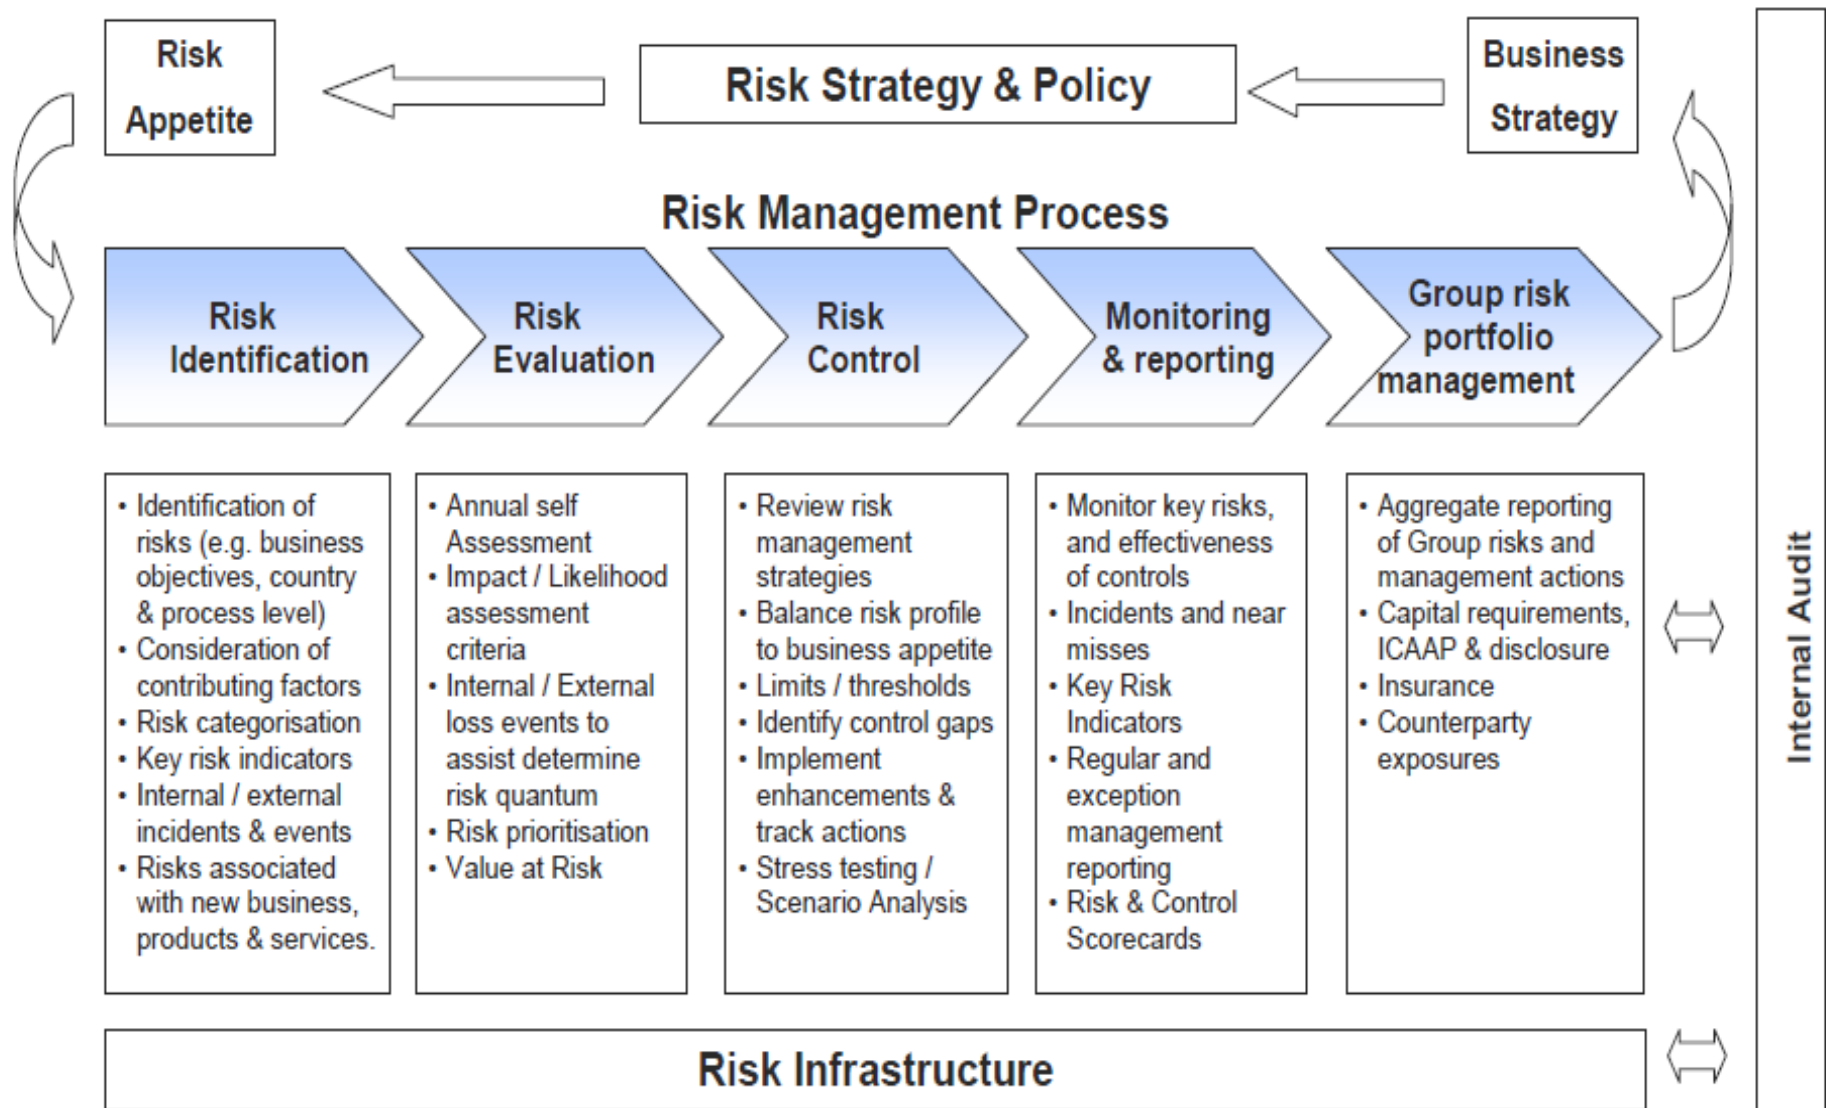 Risk
Appetite
Risk Strategy & Policy
Business
Strategy
Risk Management Process
Risk
Identification
Risk
Evaluation
Risk
Control
Monitoring
& reporting
Group risk
portfolio
management
• Identification of
risks (e.g. business
objectives, country
& process level)
• Consideration of
contributing factors
• Risk categorisation
• Key risk indicators
• Internal / external
incidents & events
• Risks associated
with new business,
products & services.
• Annual self
Assessment
• Impact / Likelihood
assessment
criteria
• Internal / External
loss events to
assist determine
risk quantum
• Risk prioritisation
• Value at Risk
• Review risk
management
strategies
• Balance risk profile
to business appetite
• Limits / thresholds
• Identify control gaps
• Implement
enhancements &
track actions
• Stress testing /
Scenario Analysis
• Monitor key risks,
and effectiveness
of controls
• Incidents and near
misses
• Key Risk
Indicators
• Regular and
exception
management
reporting
• Risk & Control
Scorecards
• Aggregate reporting
of Group risks and
management actions
• Capital requirements,
ICAAP & disclosure
• Insurance
• Counterparty
exposures
Internal Audit
Risk Infrastructure